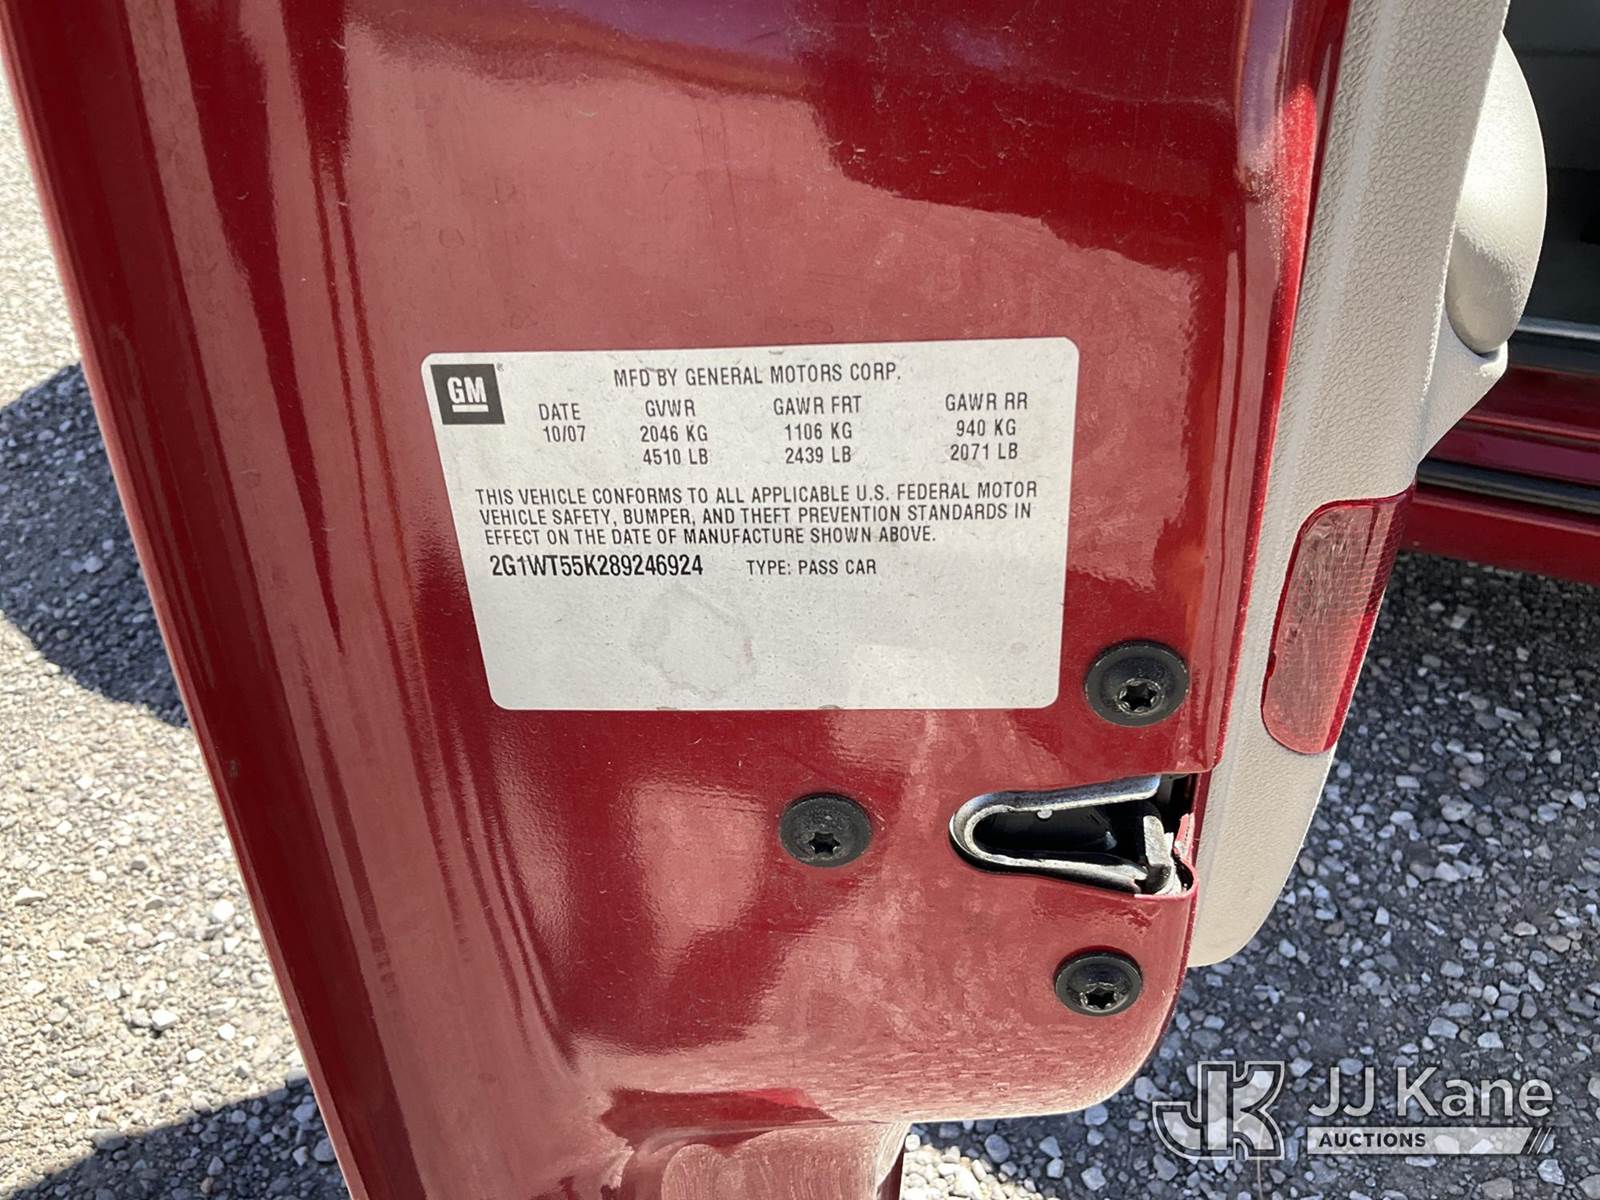 GM
MFD BY GENERAL MOTORS CORP.
DATE GVWR GAWR FRT GAWR RR
10/07 2046 KG 1106 KG 940 KG
4510 LB 2439 LB 2071 LB
THIS VEHICLE CONFORMS TO ALL APPLICABLE U.S. FEDERAL MOTOR
VEHICLE SAFETY, BUMPER, AND THEFT PREVENTION STANDARDS IN
EFFECT ON THE DATE OF MANUFACTURE SHOWN ABOVE.
2G1WT55K289246924 TYPE: PASS CAR
JK JJ Kane
AUCTIONS